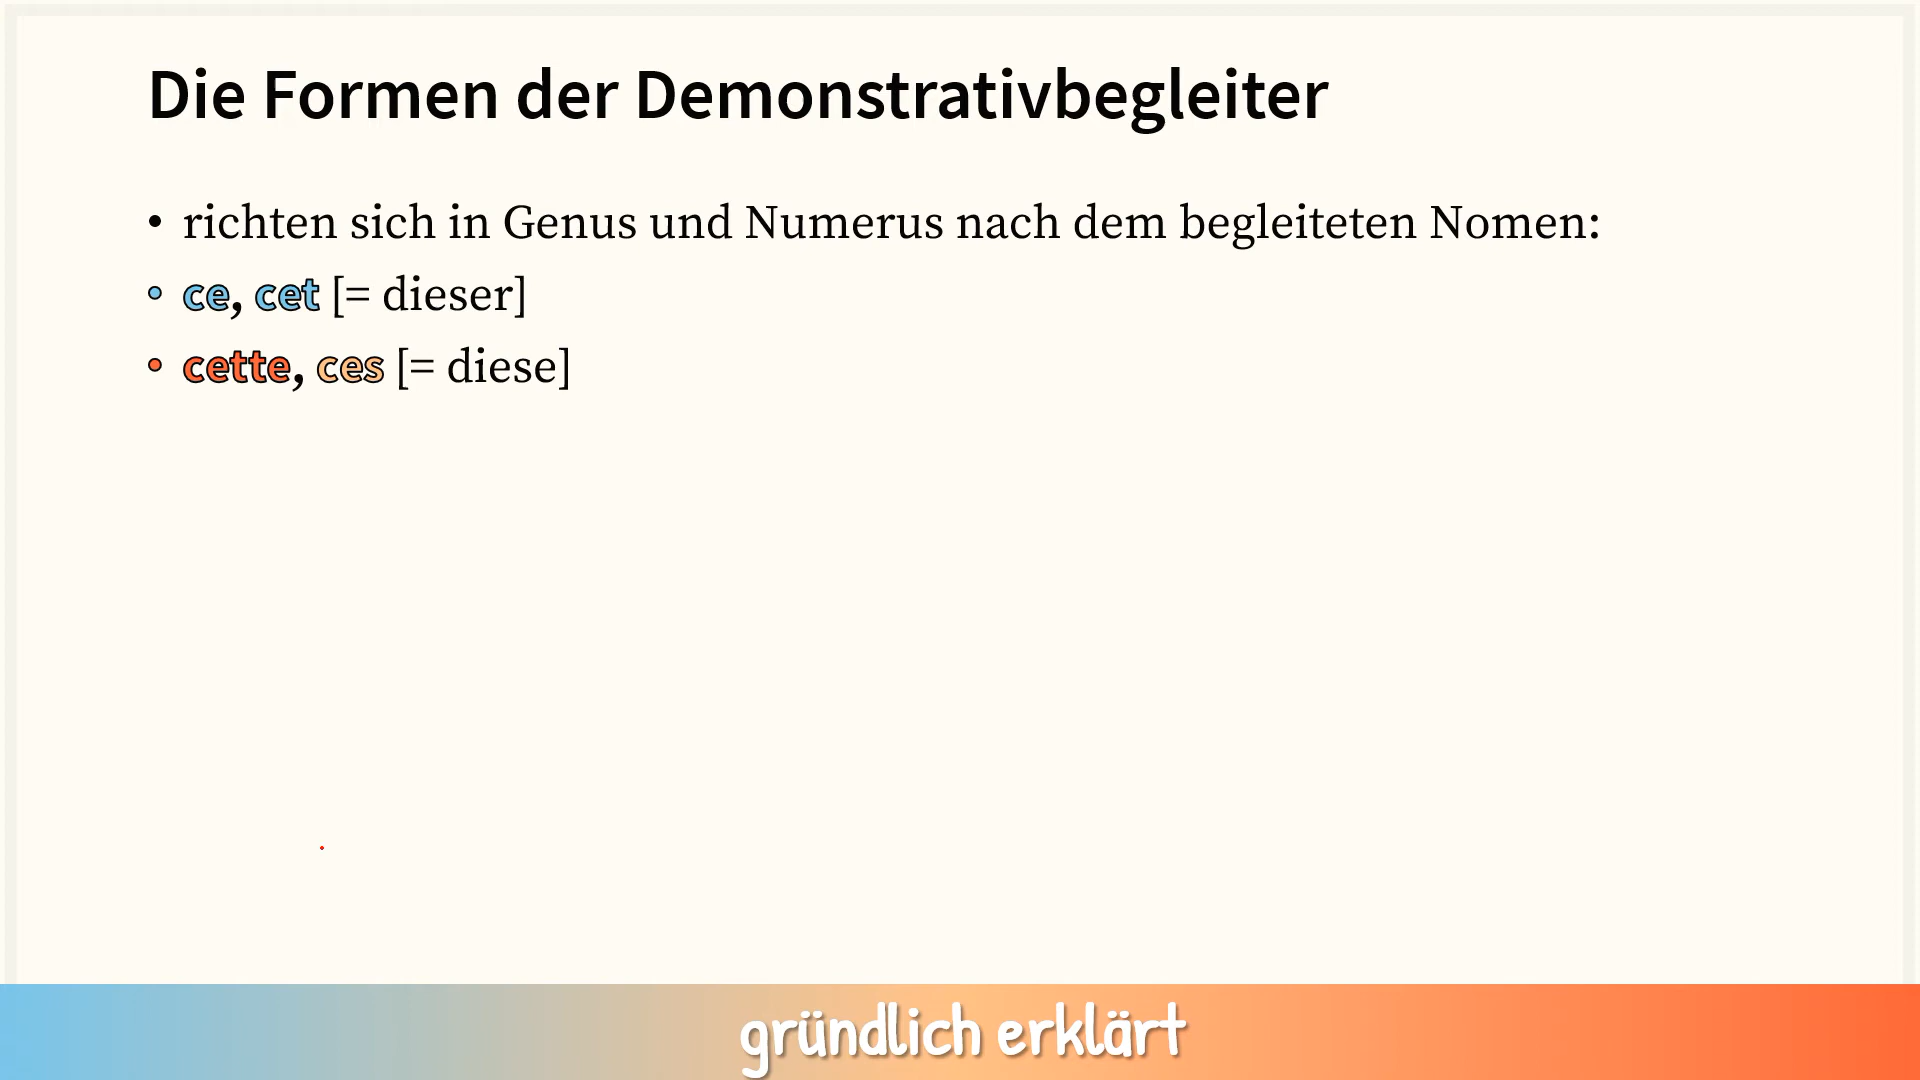 Die Formen der Demonstrativbegleiter
• richten sich in Genus und Numerus nach dem begleiteten Nomen:
• ce, cet [= dieser]
• cette, ces [= diese]
gründlich erklärt